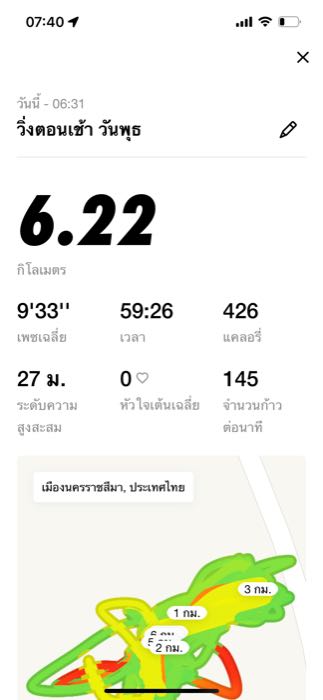 07:40
วันนี้ - 06:31
วิ่งตอนเช้า วันพุธ
6.22
กิโลเมตร
9'33'' 59:26 426
เพซเฉลี่ย เวลา แคลอรี่
27 ม. 0 145
ระดับความสูงสะสม หัวใจเต้นเฉลี่ย จำนวนก้าวต่อนาที
เมืองนครราชสีมา, ประเทศไทย
3 กม.
1 กม.
2 กม.